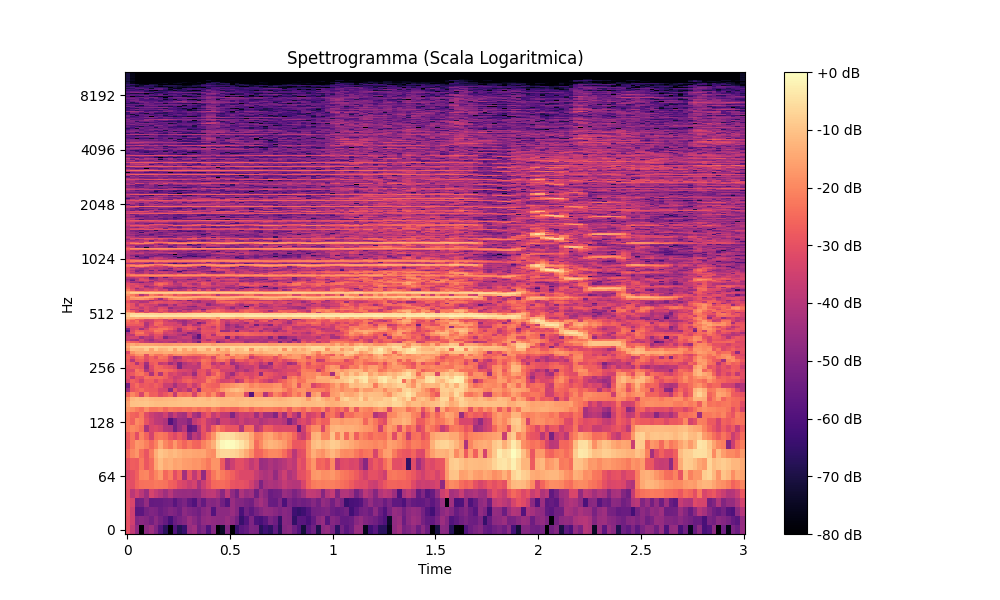 Spettrogramma (Scala Logaritmica)
Hz
8192
4096
2048
1024
512
256
128
64
0
0
0.5
1
1.5
2
2.5
3
Time
+0 dB
-10 dB
-20 dB
-30 dB
-40 dB
-50 dB
-60 dB
-70 dB
-80 dB